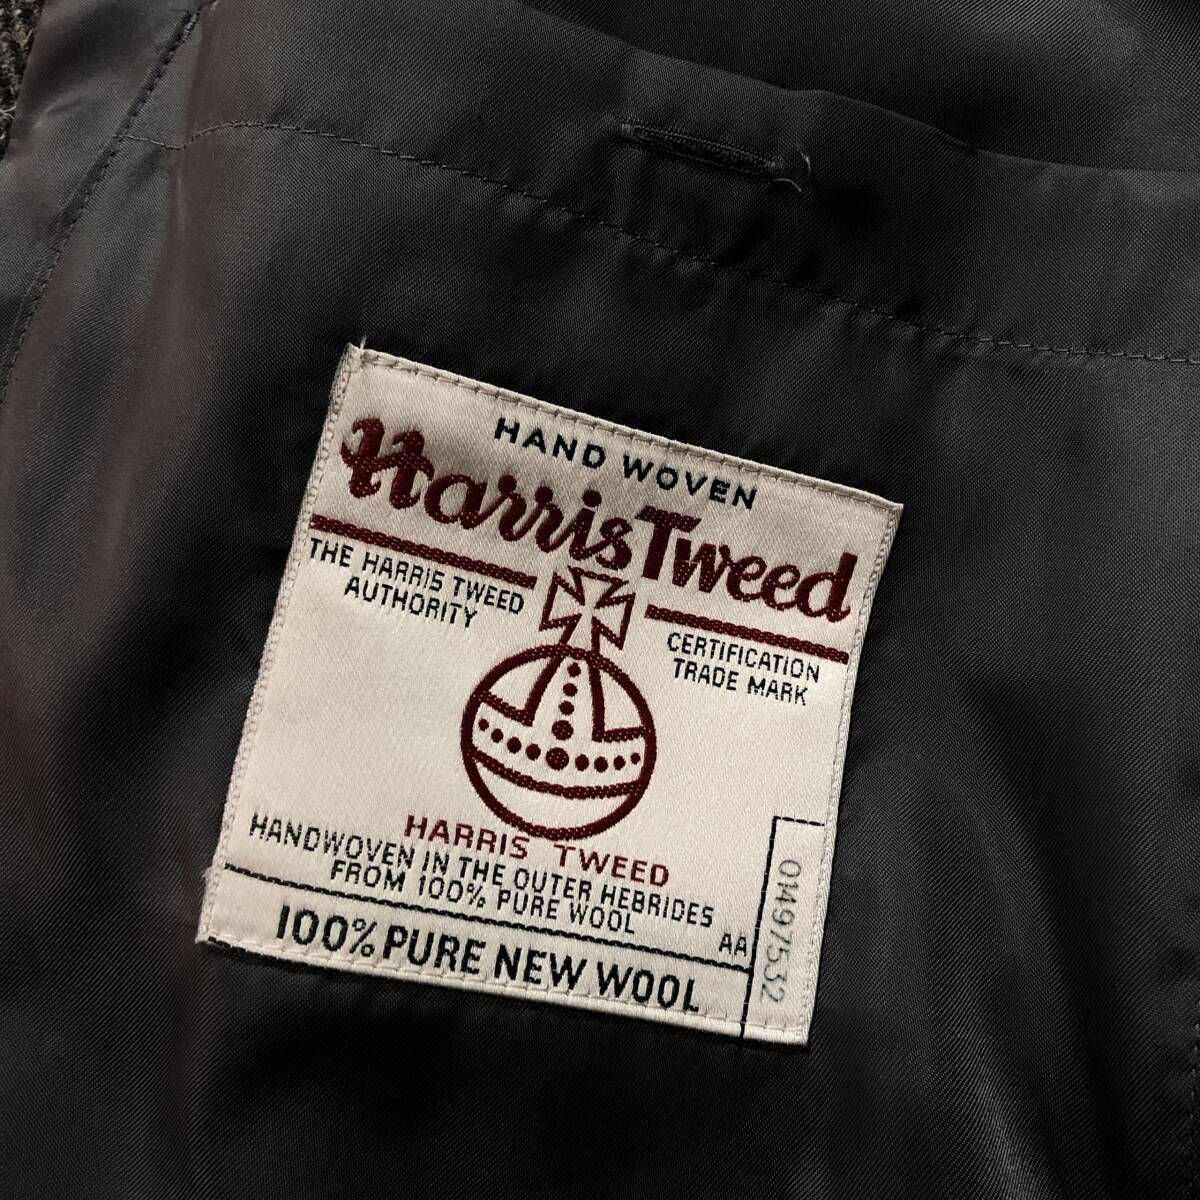 HAND WOVEN
Harris Tweed
THE HARRIS TWEED
AUTHORITY
CERTIFICATION
TRADE MARK
HARRIS TWEED
HANDWOVEN IN THE OUTER HEBRIDES
FROM 100% PURE WOOL
AA
100% PURE NEW WOOL
01497532